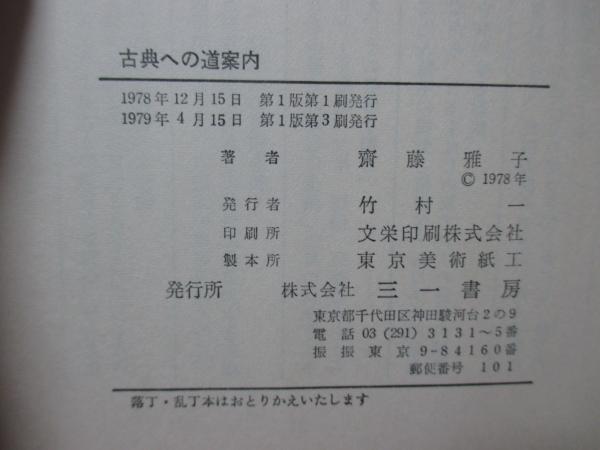 古典への道案内
1978年12月15日 第1版第1刷発行
1979年 4月15日 第1版第3刷発行
著者 齋藤雅子
© 1978年
発行者 竹村一
印刷所 文栄印刷株式会社
製本所 東京美術紙工
発行所 株式会社 三一書房
東京都千代田区神田駿河台2の9
電話 03 (291) 3131〜5番
振振東京 9-84160番
郵便番号 101
落丁・乱丁本はおとりかえいたします